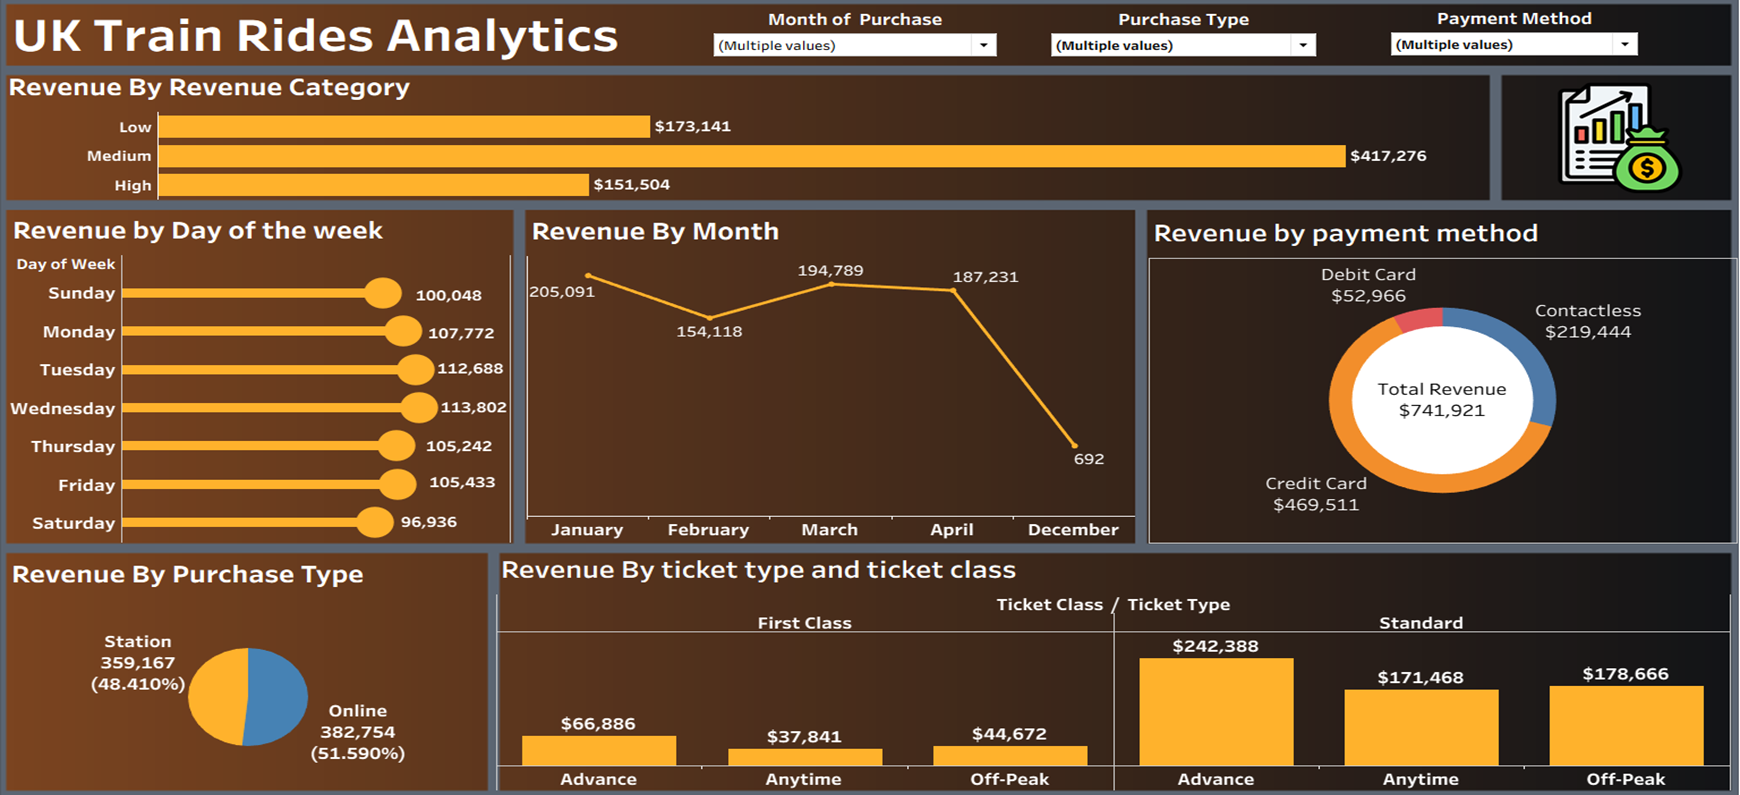 UK Train Rides Analytics
Month of Purchase
(Multiple values)
Purchase Type
(Multiple values)
Payment Method
(Multiple values)
Revenue By Revenue Category
Low
$173,141
Medium
$417,276
High
$151,504
$
Revenue by Day of the week
Day of Week
Sunday
100,048
Monday
107,772
Tuesday
112,688
Wednesday
113,802
Thursday
105,242
Friday
105,433
Saturday
96,936
Revenue By Month
205,091
154,118
194,789
187,231
692
January
February
March
April
December
Revenue by payment method
Debit Card
$52,966
Contactless
$219,444
Total Revenue
$741,921
Credit Card
$469,511
Revenue By Purchase Type
Station
359,167
(48.410%)
Online
382,754
(51.590%)
Revenue By ticket type and ticket class
Ticket Class / Ticket Type
First Class
Standard
$66,886
$37,841
$44,672
$242,388
$171,468
$178,666
Advance
Anytime
Off-Peak
Advance
Anytime
Off-Peak